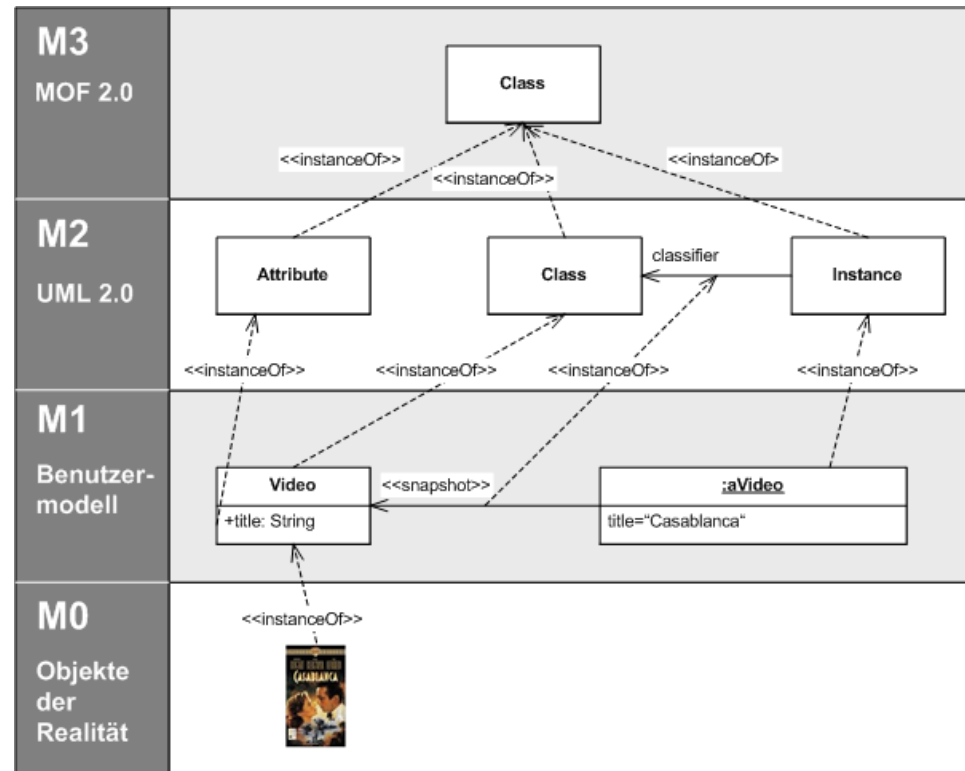 M3
MOF 2.0
Class
<<instanceOf>>
<<instanceOf>>
<<instanceOf>
M2
UML 2.0
Attribute
Class
classifier
Instance
<<instanceOf>>
<<instanceOf>>
<<instanceOf>>
<<instanceOf>>
M1
Benutzer-
modell
Video
+title: String
<<snapshot>>
:aVideo
title=“Casablanca“
M0
Objekte
der
Realität
<<instanceOf>>
CASABLANCA